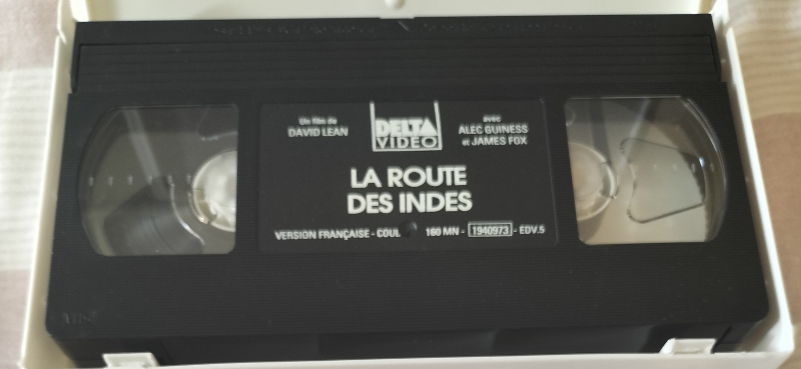 Un film de
DAVID LEAN
DELTA
VIDEO
avec
ALEC GUINESS
et JAMES FOX
LA ROUTE
DES INDES
VERSION FRANÇAISE - COUL. 160 MN - 1940973 - EDV.5
VHS